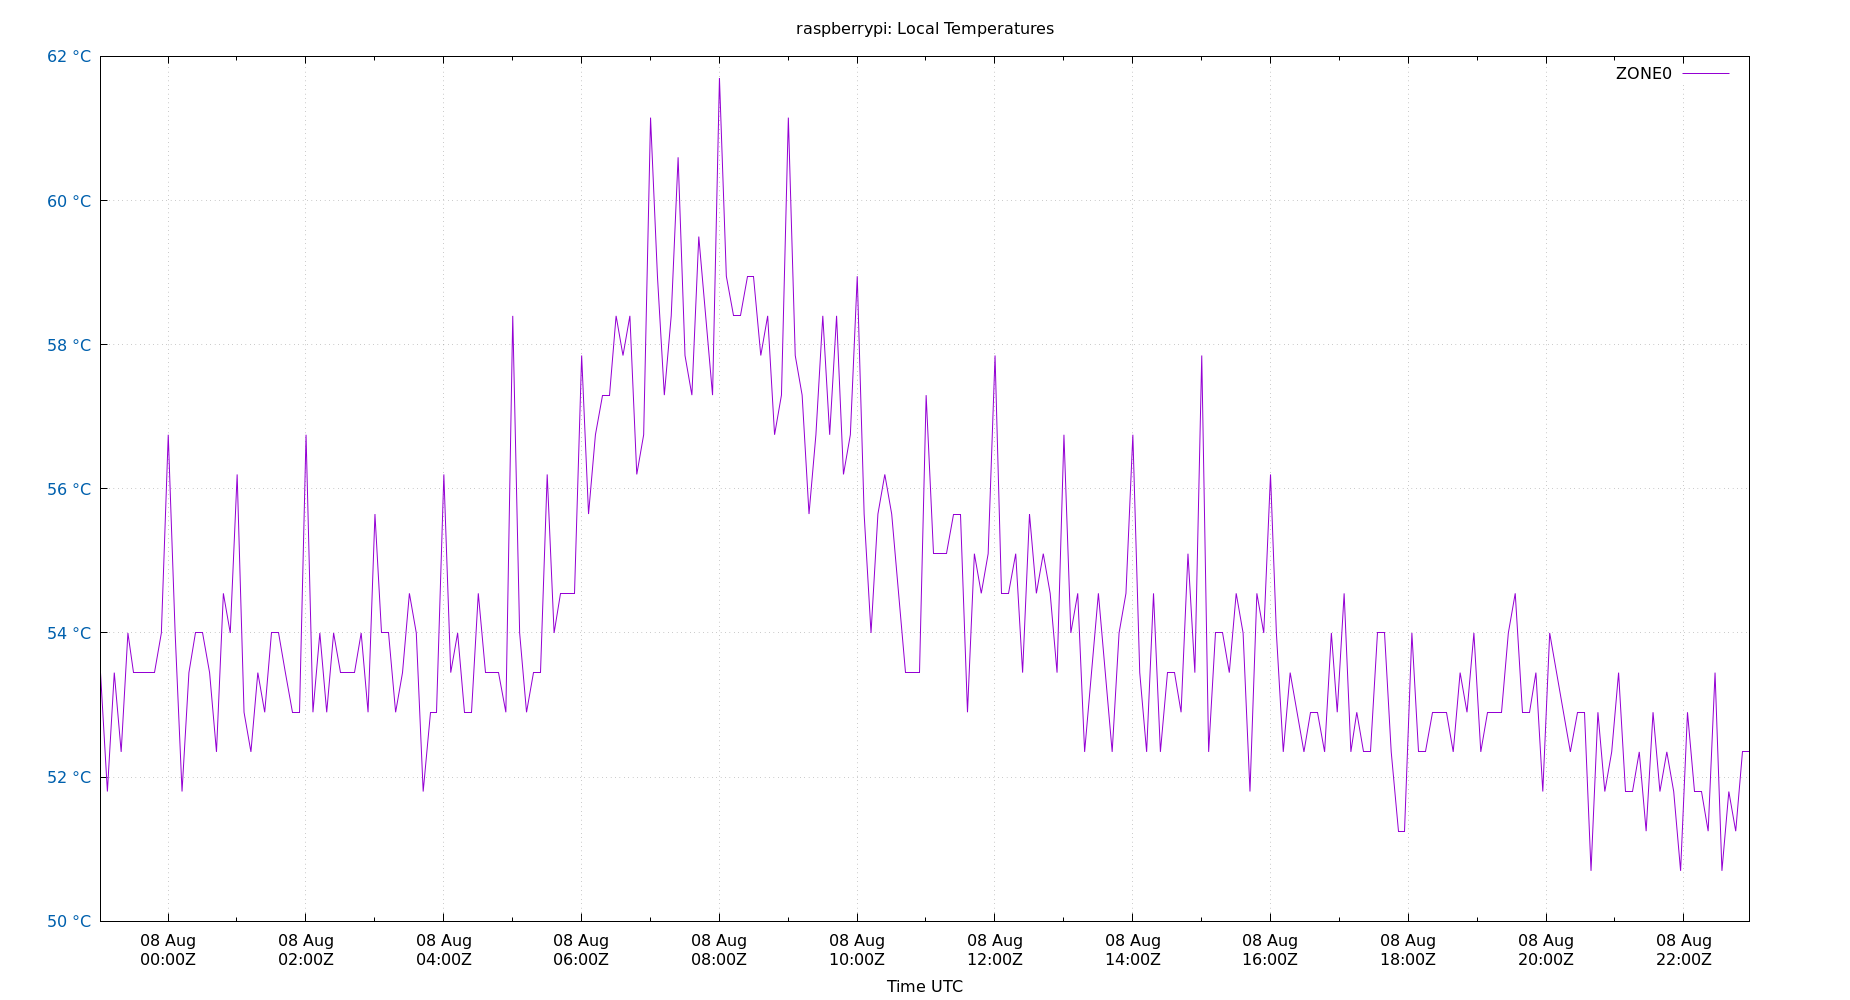 raspberrypi: Local Temperatures
62 °C
ZONE0
60 °C
58 °C
56 °C
54 °C
52 °C
50 °C
08 Aug 08 Aug 08 Aug 08 Aug 08 Aug 08 Aug 08 Aug 08 Aug 08 Aug 08 Aug 08 Aug 08 Aug
00:00Z 02:00Z 04:00Z 06:00Z 08:00Z 10:00Z 12:00Z 14:00Z 16:00Z 18:00Z 20:00Z 22:00Z
Time UTC